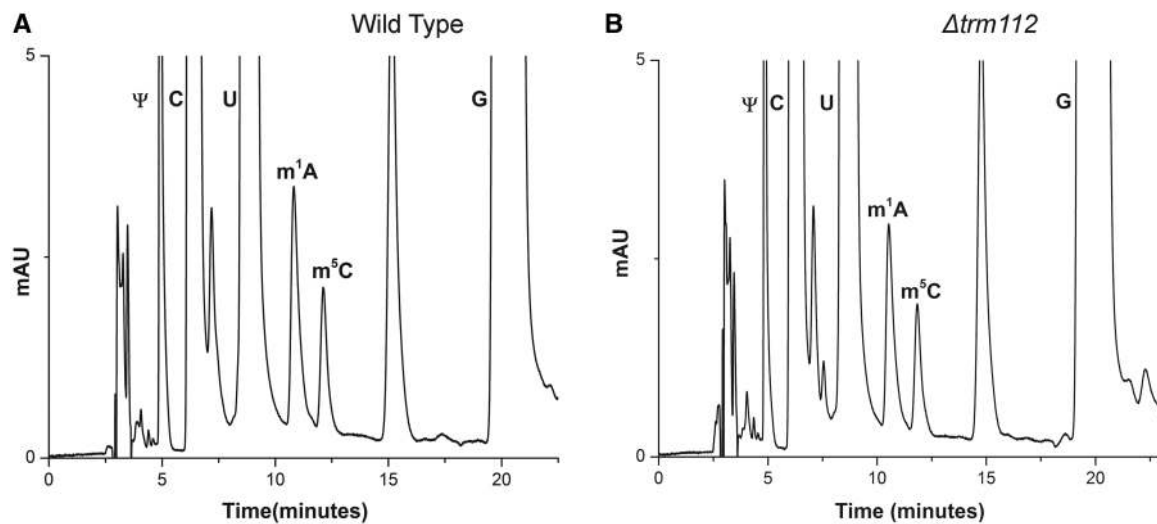 A
Wild Type
5
Ψ
C
U
G
m¹A
m⁵C
mAU
0
0
5
10
15
20
Time(minutes)
B
Δtrm112
5
Ψ
C
U
G
m¹A
m⁵C
mAU
0
0
5
10
15
20
Time (minutes)